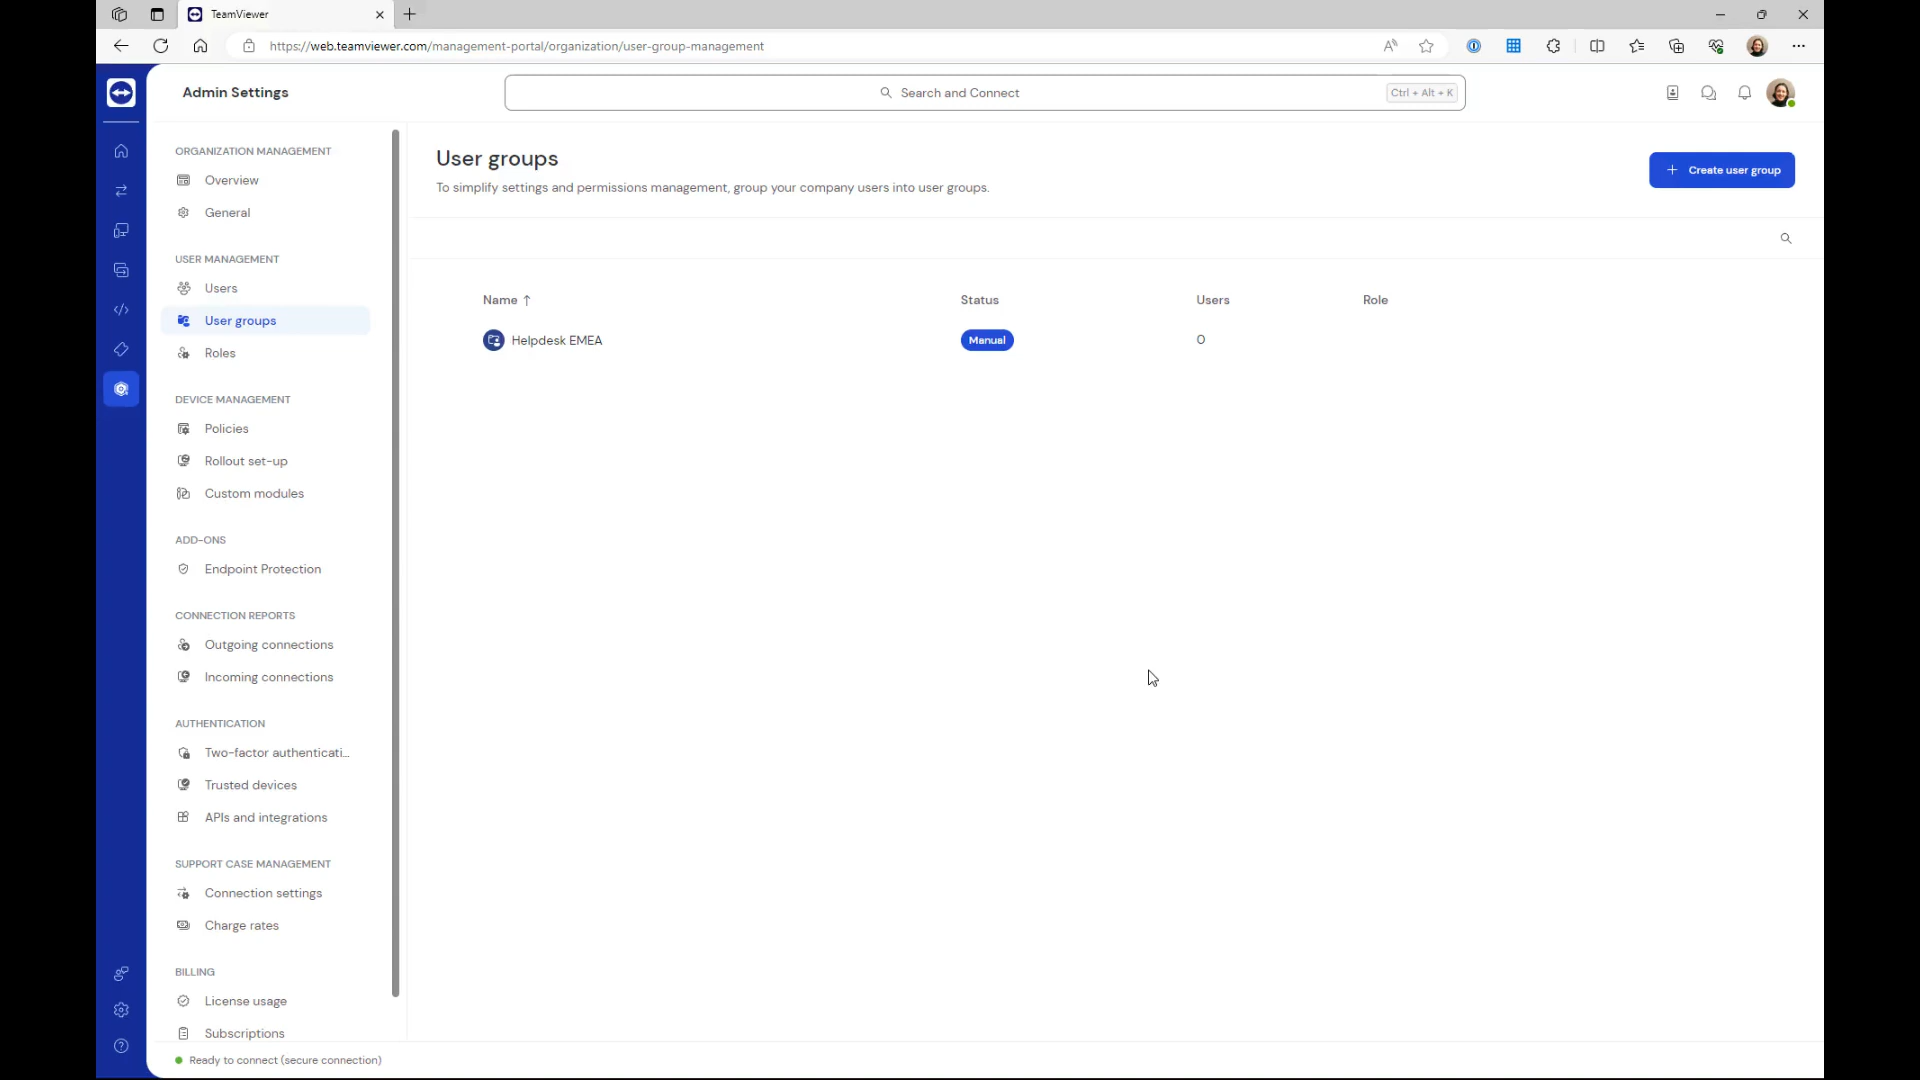 TeamViewer
https://web.teamviewer.com/management-portal/organization/user-group-management
Admin Settings
Search and Connect
Ctrl + Alt + K
ORGANIZATION MANAGEMENT
Overview
General
USER MANAGEMENT
Users
User groups
Roles
DEVICE MANAGEMENT
Policies
Rollout set-up
Custom modules
ADD-ONS
Endpoint Protection
CONNECTION REPORTS
Outgoing connections
Incoming connections
AUTHENTICATION
Two-factor authenticati...
Trusted devices
APIs and integrations
SUPPORT CASE MANAGEMENT
Connection settings
Charge rates
BILLING
License usage
Subscriptions
User groups
To simplify settings and permissions management, group your company users into user groups.
Create user group
Name Status Users Role
Helpdesk EMEA Manual 0
Ready to connect (secure connection)